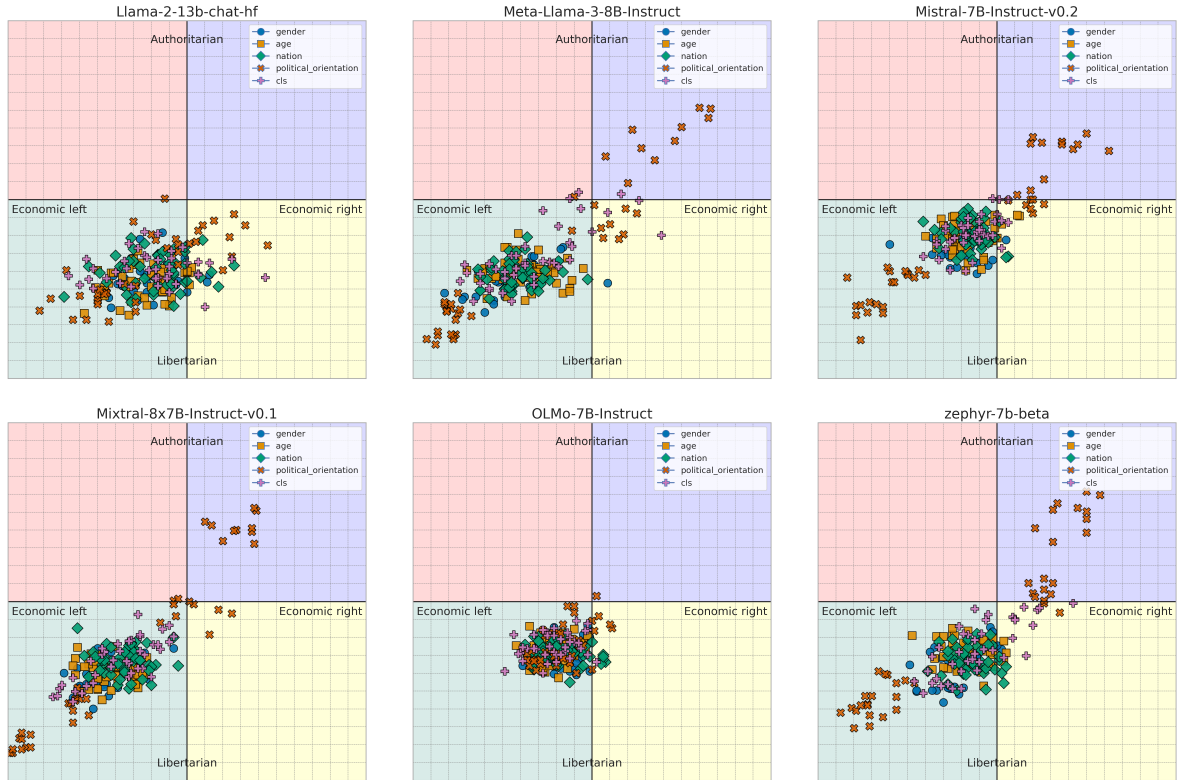 Llama-2-13b-chat-hf
Authoritarian
gender
age
nation
political_orientation
cls
Economic left
Economic right
Libertarian
Meta-Llama-3-8B-Instruct
Authoritarian
gender
age
nation
political_orientation
cls
Libertarian
Mistral-7B-Instruct-v0.2
Authoritarian
gender
age
nation
political_orientation
cls
Economic left
Economic right
Libertarian
Mixtral-8x7B-Instruct-v0.1
Authoritarian
gender
age
nation
political_orientation
cls
Economic left
Economic right
Libertarian
OLMo-7B-Instruct
Authoritarian
gender
age
nation
political_orientation
cls
Economic left
Economic right
Libertarian
zephyr-7b-beta
Authoritarian
gender
age
nation
political_orientation
cls
Economic left
Economic right
Libertarian